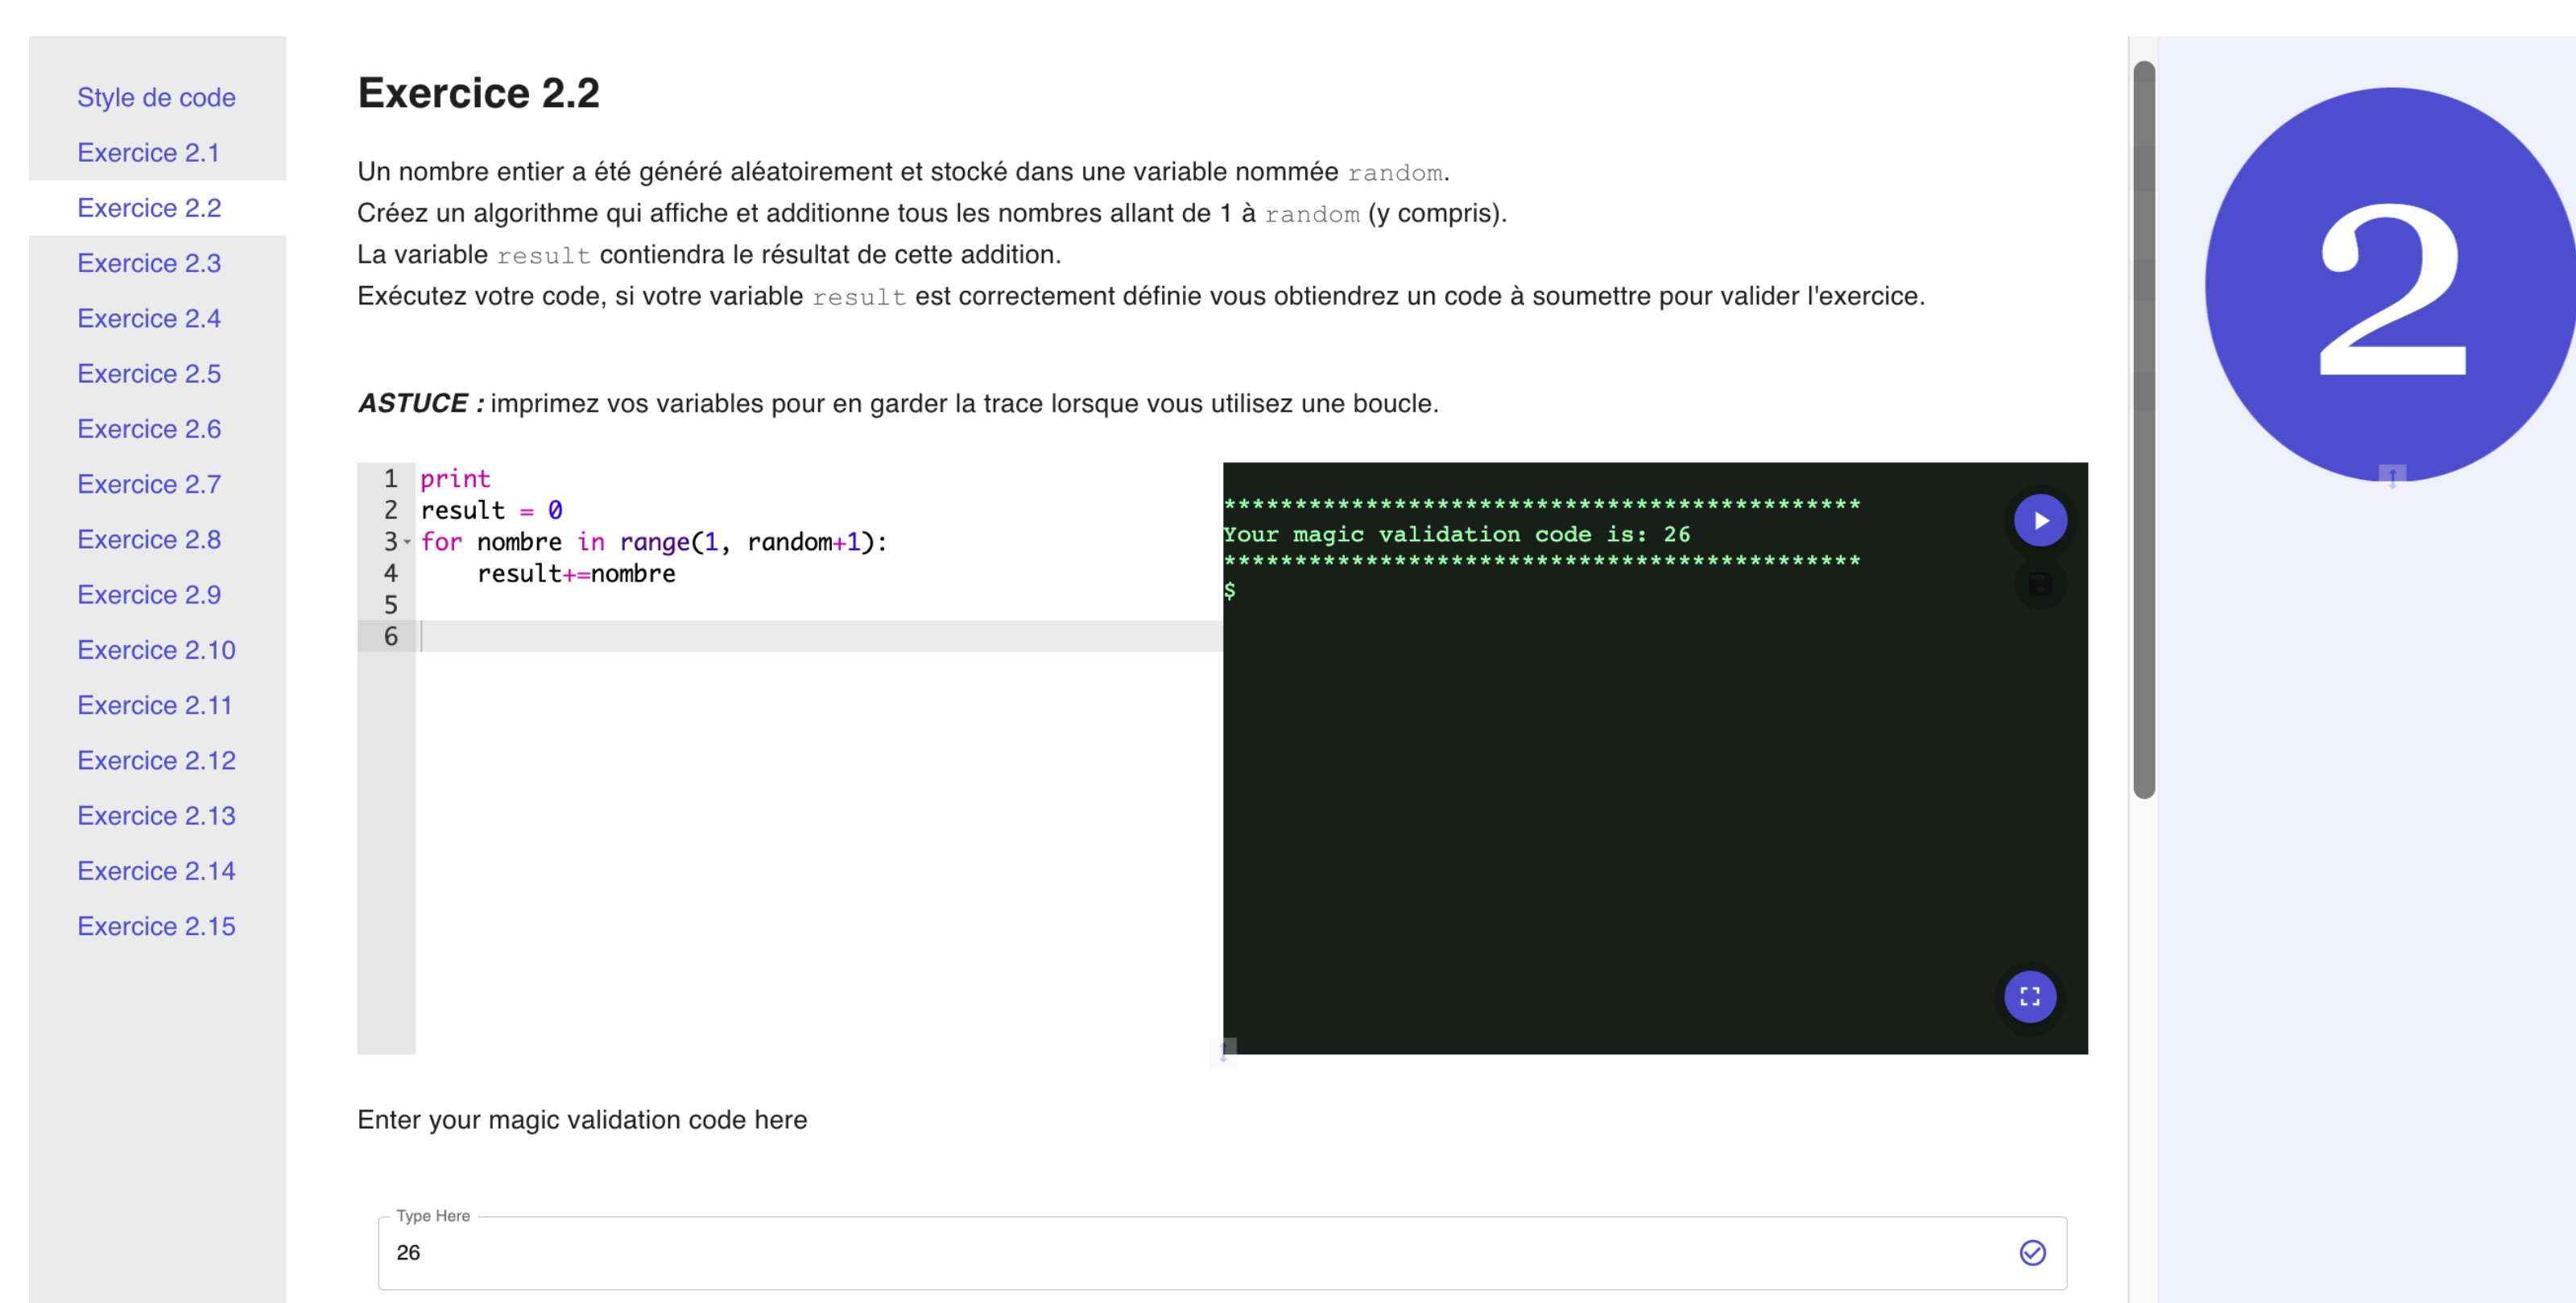 Style de code
Exercice 2.1
Exercice 2.2
Exercice 2.3
Exercice 2.4
Exercice 2.5
Exercice 2.6
Exercice 2.7
Exercice 2.8
Exercice 2.9
Exercice 2.10
Exercice 2.11
Exercice 2.12
Exercice 2.13
Exercice 2.14
Exercice 2.15
Exercice 2.2
Un nombre entier a été généré aléatoirement et stocké dans une variable nommée random.
Créez un algorithme qui affiche et additionne tous les nombres allant de 1 à random (y compris).
La variable result contiendra le résultat de cette addition.
Exécutez votre code, si votre variable result est correctement définie vous obtiendrez un code à soumettre pour valider l'exercice.
ASTUCE : imprimez vos variables pour en garder la trace lorsque vous utilisez une boucle.
1 print
2 result = 0
3 for nombre in range(1, random+1):
4     result+=nombre
5
6
*********************************************
Your magic validation code is: 26
*********************************************
$
Enter your magic validation code here
Type Here
26
2